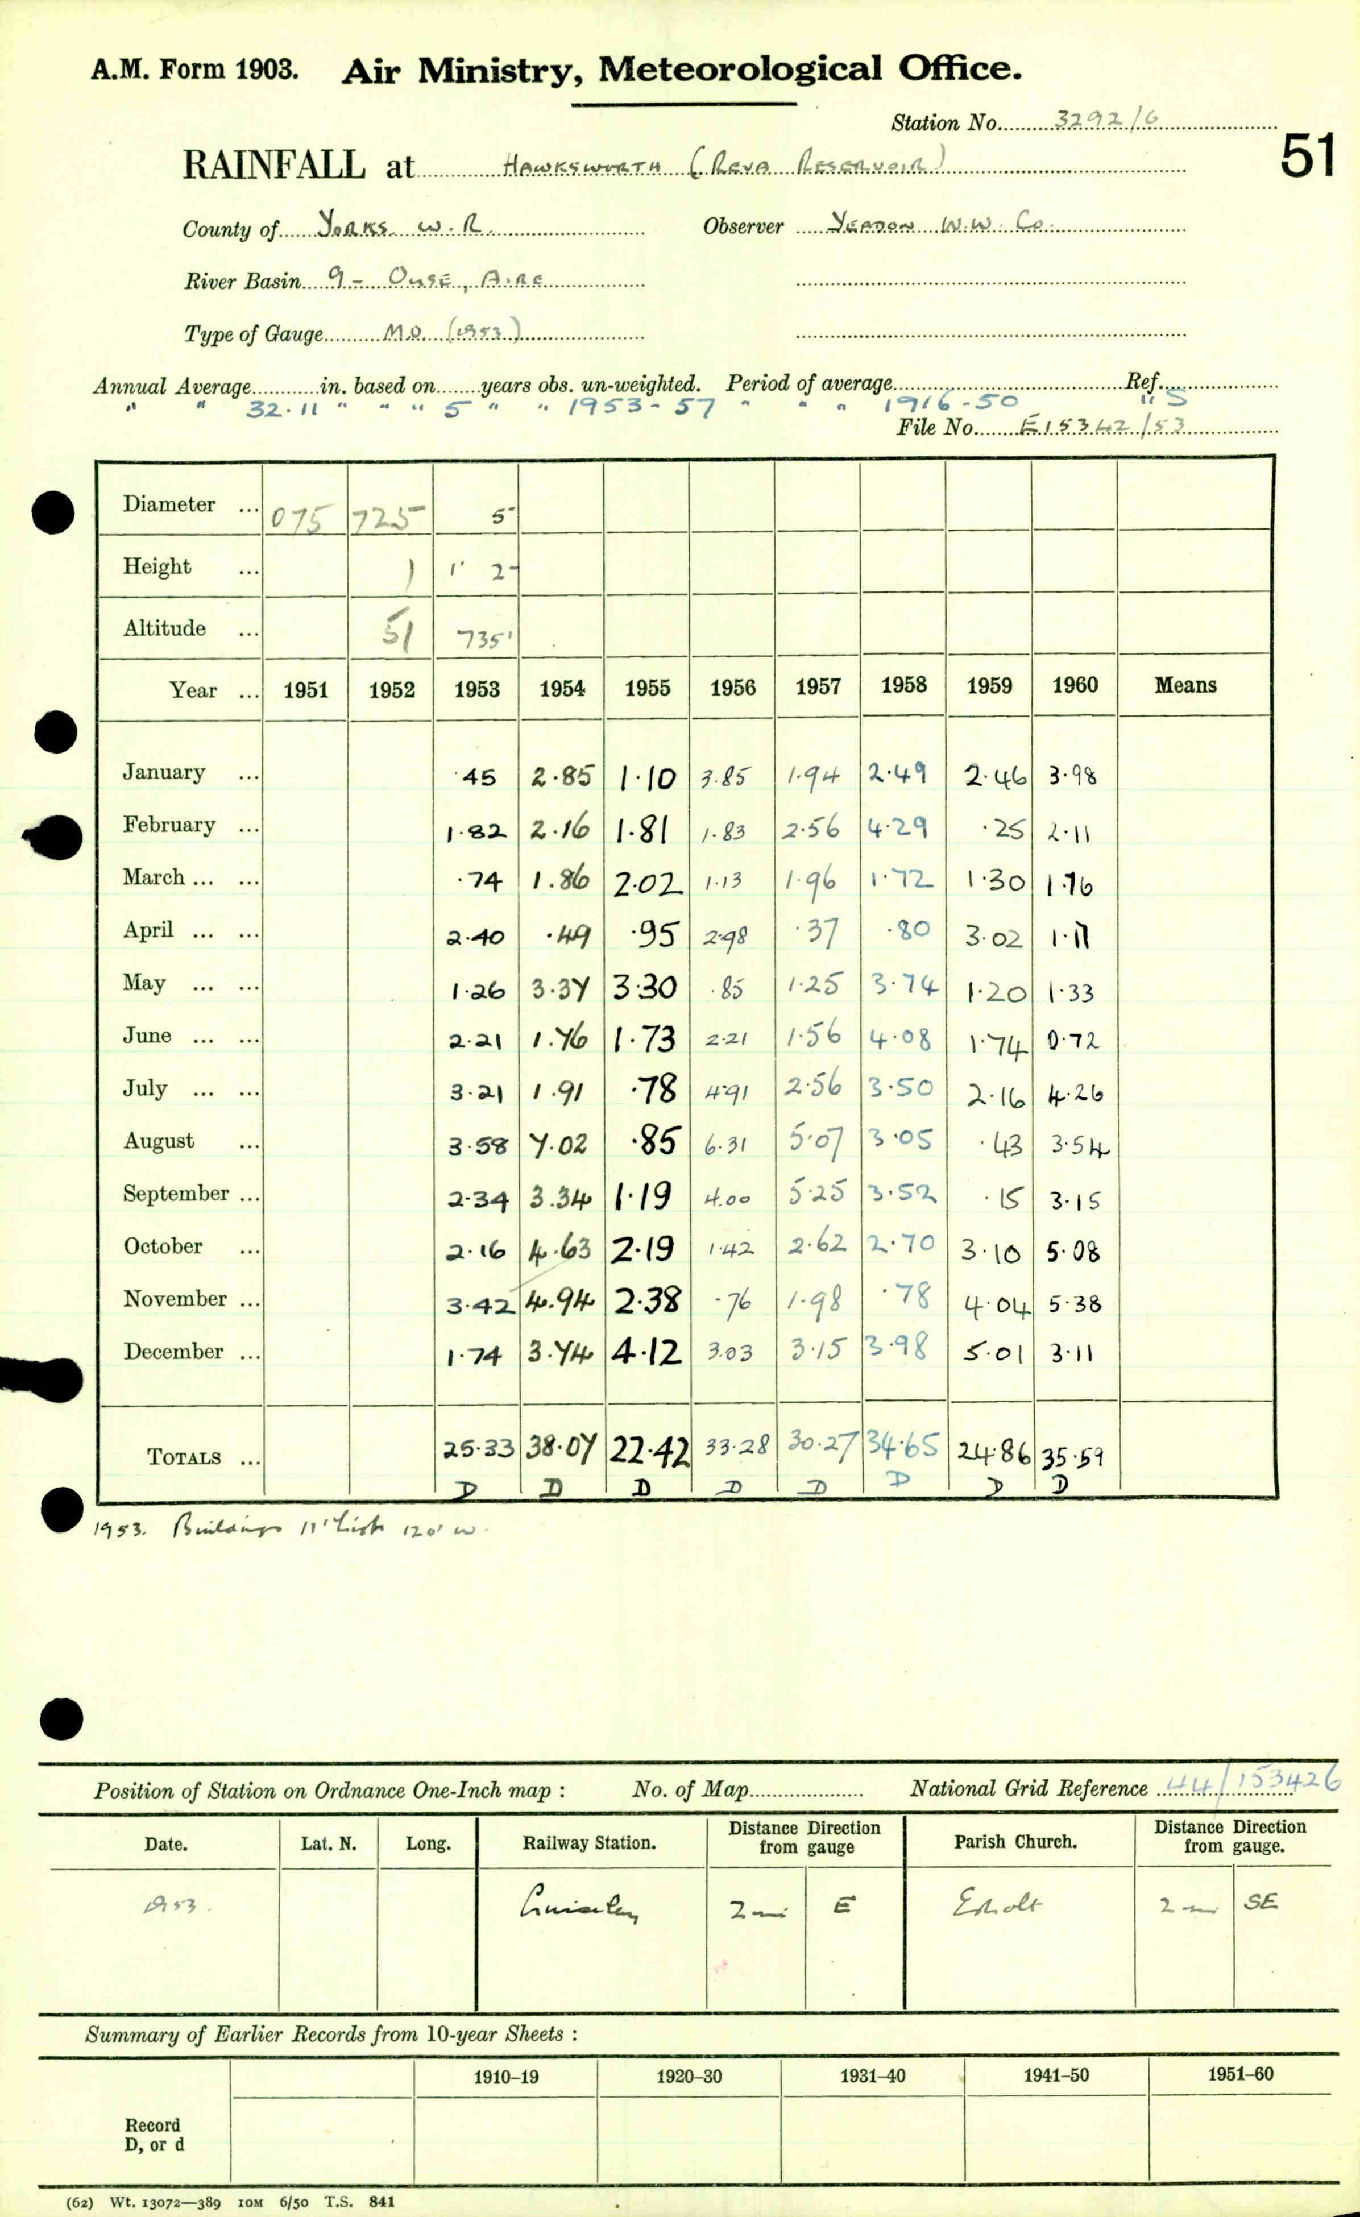 A.M. Form 1903. Air Ministry, Meteorological Office.
Station No. 3292/6
51
RAINFALL at HAWKSWORTH (REVA RESERVOIR)
County of YORKS W.R. Observer YEADON W.W. Co.
River Basin 9 - OUSE, AIRE
Type of Gauge M.O. (1953)
Annual Average in. based on years obs. un-weighted. Period of average Ref.
" " 32.11 " " " 5 " " 1953-57 " " " 1916-50 " S
File No. E15342/53
Diameter ... 075 725 5"
Height ... 1 1' 2"
Altitude ... 51 735'
Year ... 1951 1952 1953 1954 1955 1956 1957 1958 1959 1960 Means
January ... ·45 2·85 1·10 3·85 1·94 2·49 2·46 3·98
February ... 1·82 2·16 1·81 1·83 2·56 4·29 ·25 2·11
March ... ... ·74 1·86 2·02 1·13 1·96 1·72 1·30 1·76
April ... ... 2·40 ·49 ·95 2·98 ·37 ·80 3·02 1·17
May ... ... 1·26 3·37 3·30 ·85 1·25 3·74 1·20 1·33
June ... ... 2·21 1·76 1·73 2·21 1·56 4·08 1·74 0·72
July ... ... 3·21 1·91 ·78 4·91 2·56 3·50 2·16 4·26
August ... 3·58 7·02 ·85 6·31 5·07 3·05 ·43 3·54
September ... 2·34 3·34 1·19 4·00 5·25 3·52 ·15 3·15
October ... 2·16 4·63 2·19 1·42 2·62 2·70 3·10 5·08
November ... 3·42 4·94 2·38 ·76 1·98 ·78 4·04 5·38
December ... 1·74 3·74 4·12 3·03 3·15 3·98 5·01 3·11
TOTALS ... 25·33 38·07 22·42 33·28 30·27 34·65 24·86 35·59
D D D D D D D D
1953. Buildings 11' high 120' W.
Position of Station on Ordnance One-Inch map : No. of Map National Grid Reference 44/153426
Date. Lat. N. Long. Railway Station. Distance from Direction gauge Parish Church. Distance from Direction gauge.
1953. Guiseley 2 mi E Esholt 2 mi SE
Summary of Earlier Records from 10-year Sheets :
1910–19 1920–30 1931–40 1941–50 1951–60
Record
D, or d
(62) Wt. 13072—389 10M 6/50 T.S. 841